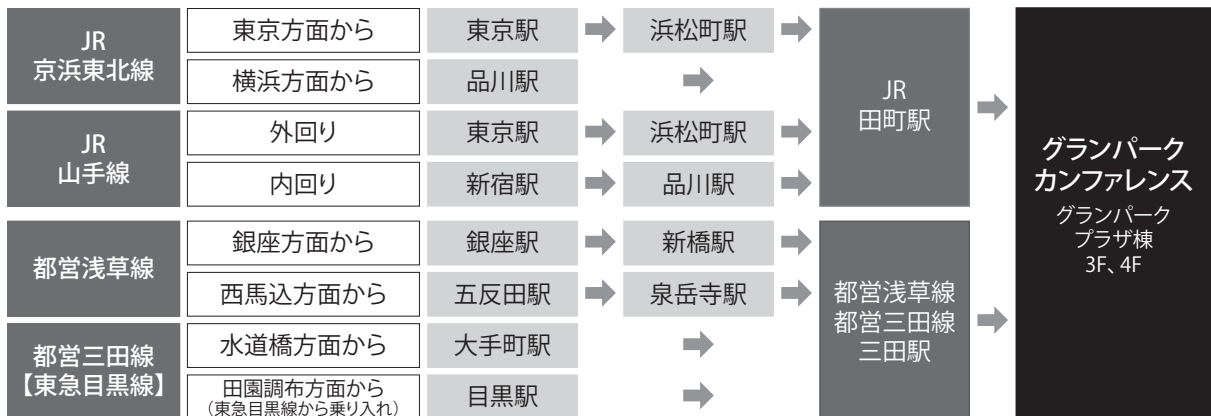 JR
京浜東北線
東京方面から
東京駅
浜松町駅
横浜方面から
品川駅
JR
山手線
外回り
東京駅
浜松町駅
内回り
新宿駅
品川駅
JR
田町駅
都営浅草線
銀座方面から
銀座駅
新橋駅
西馬込方面から
五反田駅
泉岳寺駅
都営三田線
【東急目黒線】
水道橋方面から
大手町駅
田園調布方面から
（東急目黒線から乗り入れ）
目黒駅
都営浅草線
都営三田線
三田駅
グランパーク
カンファレンス
グランパーク
プラザ棟
3F、4F